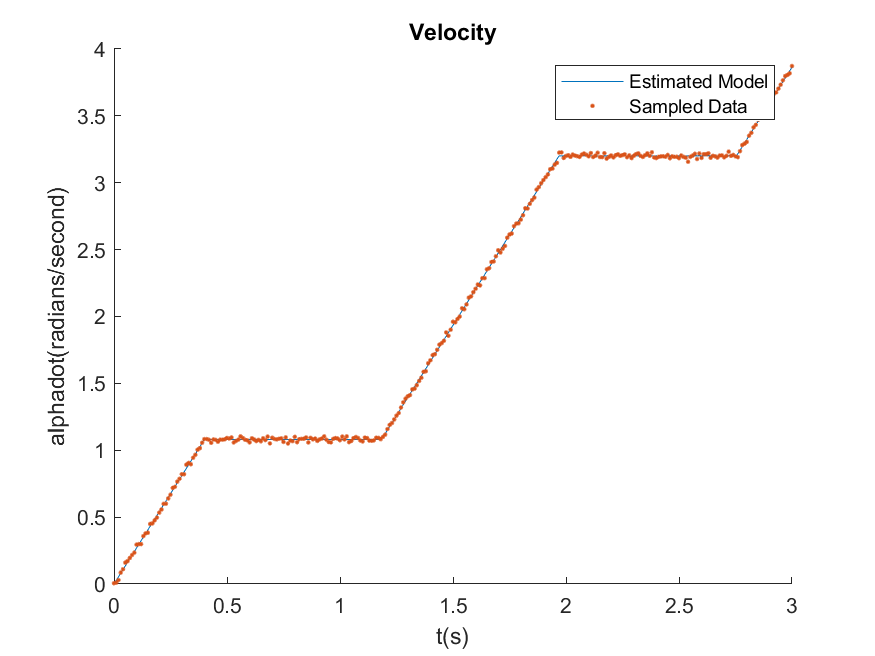 Velocity
Estimated Model
Sampled Data
4
3.5
3
2.5
2
1.5
1
0.5
0
alphadot(radians/second)
0 0.5 1 1.5 2 2.5 3
t(s)